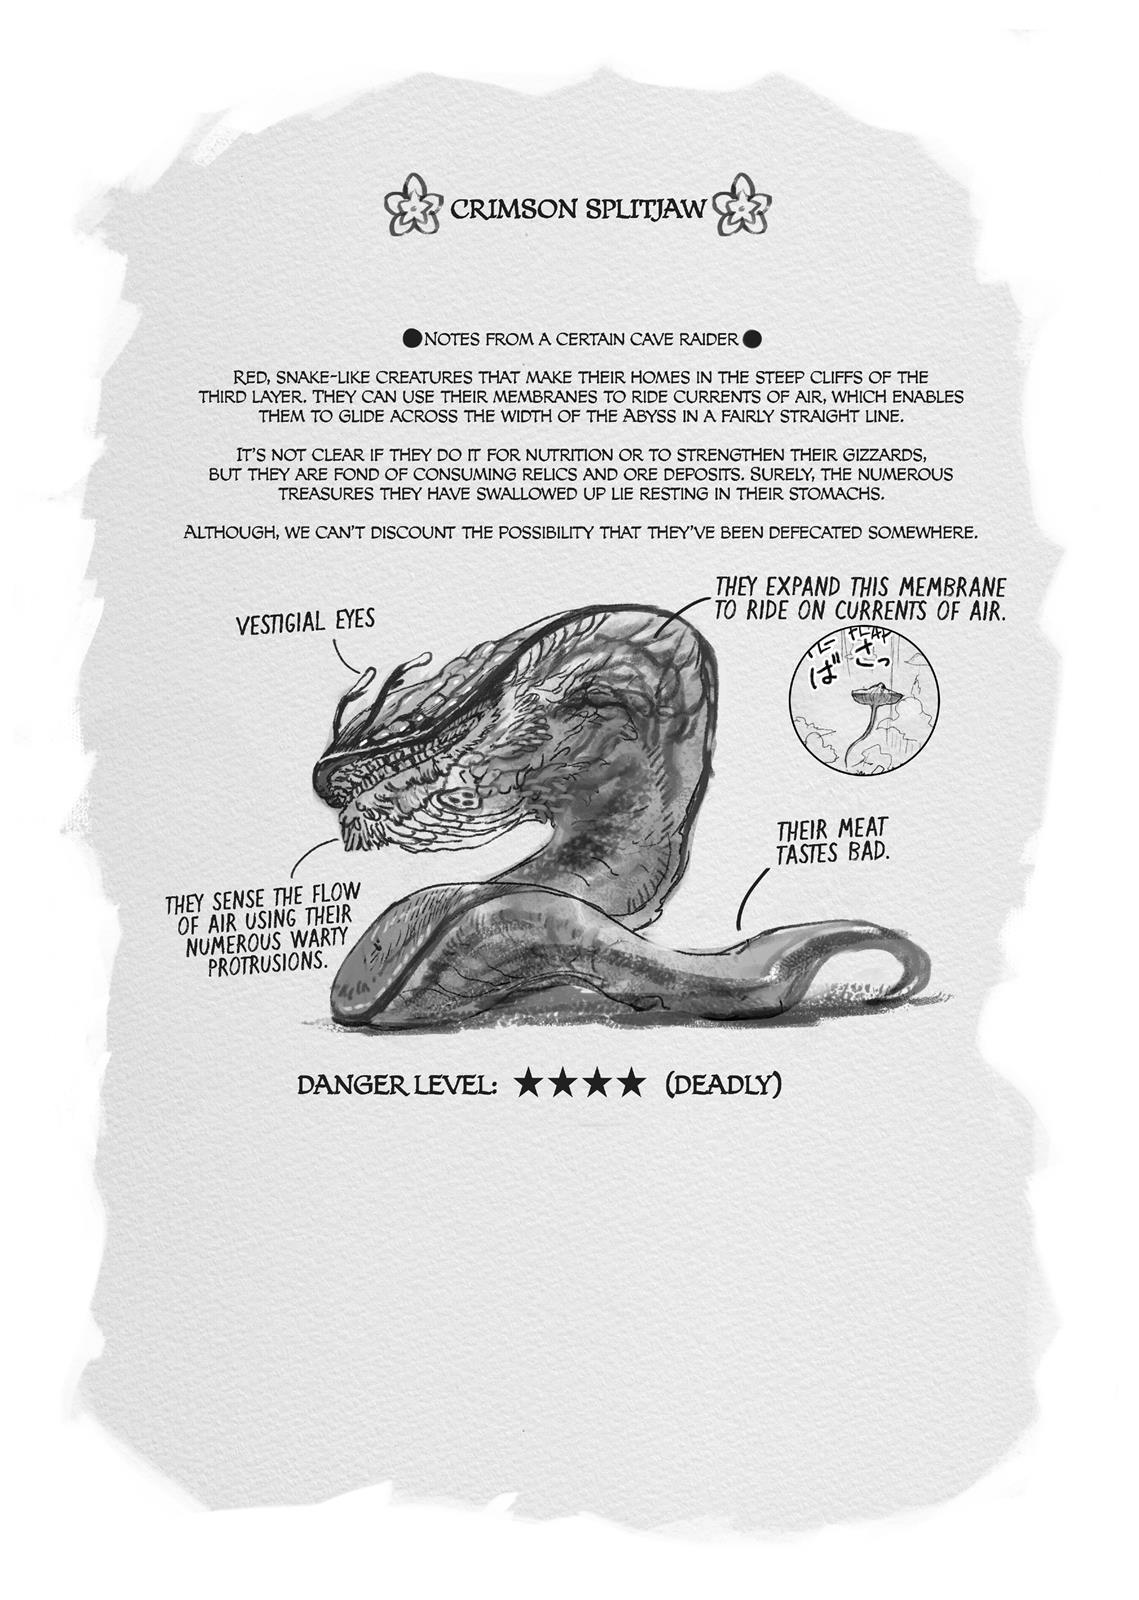 CRIMSON SPLITJAW
●NOTES FROM A CERTAIN CAVE RAIDER●
RED, SNAKE-LIKE CREATURES THAT MAKE THEIR HOMES IN THE STEEP CLIFFS OF THE
THIRD LAYER. THEY CAN USE THEIR MEMBRANES TO RIDE CURRENTS OF AIR, WHICH ENABLES
THEM TO GLIDE ACROSS THE WIDTH OF THE ABYSS IN A FAIRLY STRAIGHT LINE.
IT'S NOT CLEAR IF THEY DO IT FOR NUTRITION OR TO STRENGTHEN THEIR GIZZARDS,
BUT THEY ARE FOND OF CONSUMING RELICS AND ORE DEPOSITS. SURELY, THE NUMEROUS
TREASURES THEY HAVE SWALLOWED UP LIE RESTING IN THEIR STOMACHS.
ALTHOUGH, WE CAN'T DISCOUNT THE POSSIBILITY THAT THEY'VE BEEN DEFECATED SOMEWHERE.
THEY EXPAND THIS MEMBRANE
TO RIDE ON CURRENTS OF AIR.
VESTIGIAL EYES
FLAP
ばさっ
THEIR MEAT
TASTES BAD.
THEY SENSE THE FLOW
OF AIR USING THEIR
NUMEROUS WARTY
PROTRUSIONS.
DANGER LEVEL: ★★★★ (DEADLY)